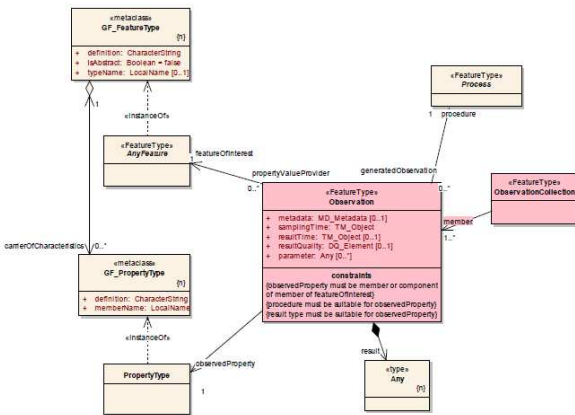 «metaclass»
GF_FeatureType
{n}
+ definition: CharacterString
+ isAbstract: Boolean = false
+ typeName: LocalName [0..1]
1
«instanceOf»
«FeatureType»
AnyFeature
featureOfInterest
1
propertyValueProvider
0..*
«FeatureType»
Process
1
procedure
generatedObservation
0..*
«FeatureType»
Observation
+ metadata: MD_Metadata [0..1]
+ samplingTime: TM_Object
+ resultTime: TM_Object [0..1]
+ resultQuality: DQ_Element [0..1]
+ parameter: Any [0..*]
constraints
{observedProperty must be member or component
of member of featureOfInterest}
{procedure must be suitable for observedProperty}
{result type must be suitable for observedProperty}
«FeatureType»
ObservationCollection
member
1..*
carrierOfCharacteristics
0..*
«metaclass»
GF_PropertyType
{n}
+ definition: CharacterString
+ memberName: LocalName
«instanceOf»
PropertyType
observedProperty
1
result
«type»
Any
{n}